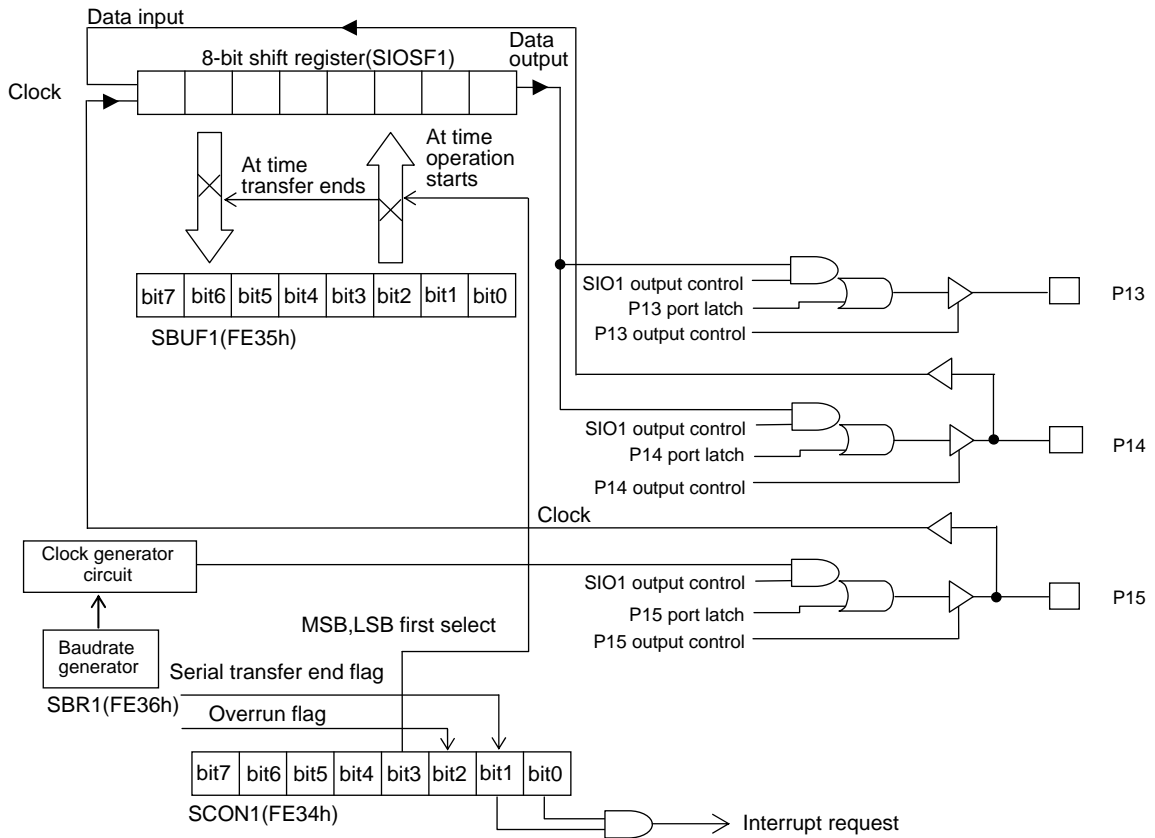 Data input
8-bit shift register(SIOSF1)
Data
output
Clock
At time
transfer ends
At time
operation
starts
bit7 bit6 bit5 bit4 bit3 bit2 bit1 bit0
SBUF1(FE35h)
SIO1 output control
P13 port latch
P13 output control
P13
SIO1 output control
P14 port latch
P14 output control
P14
Clock
Clock generator
circuit
SIO1 output control
P15 port latch
P15 output control
P15
Baudrate
generator
SBR1(FE36h)
MSB,LSB first select
Serial transfer end flag
Overrun flag
bit7 bit6 bit5 bit4 bit3 bit2 bit1 bit0
SCON1(FE34h)
Interrupt request